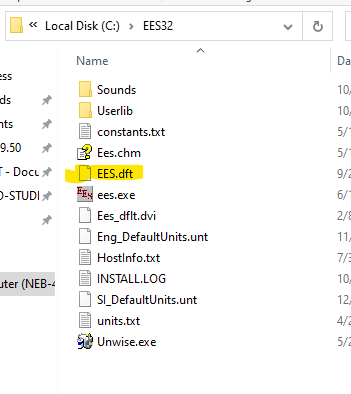 « Local Disk (C:) > EES32
Name
Da
ess
Sounds
10/
ds
Userlib
10/
nts
constants.txt
5/1
9.50
Ees.chm
5/1
T - Docu
EES.dft
9/2
O-STUDI
ees.exe
6/1
Ees_dflt.dvi
2/8
Eng_DefaultUnits.unt
HostInfo.txt
7/3
uter (NEB-4
INSTALL.LOG
10/
SI_DefaultUnits.unt
12/
units.txt
4/2
Unwise.exe
5/2